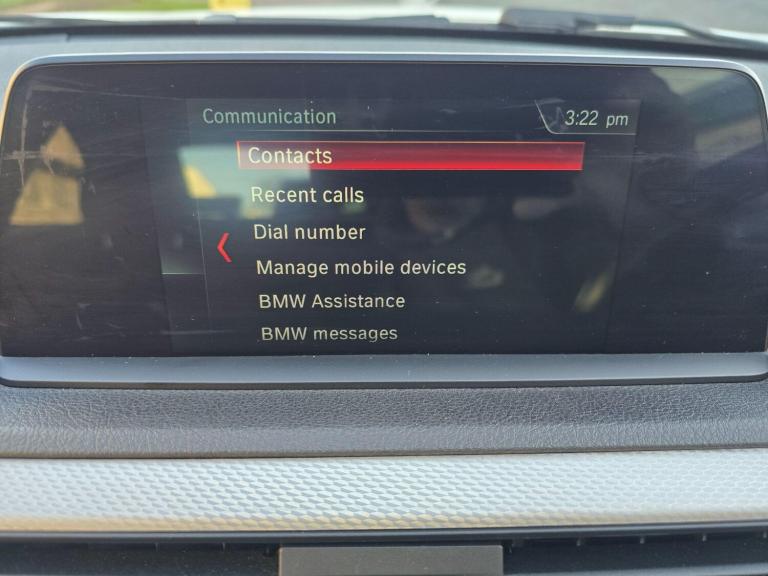 Communication
3:22 pm
Contacts
Recent calls
Dial number
Manage mobile devices
BMW Assistance
BMW messages